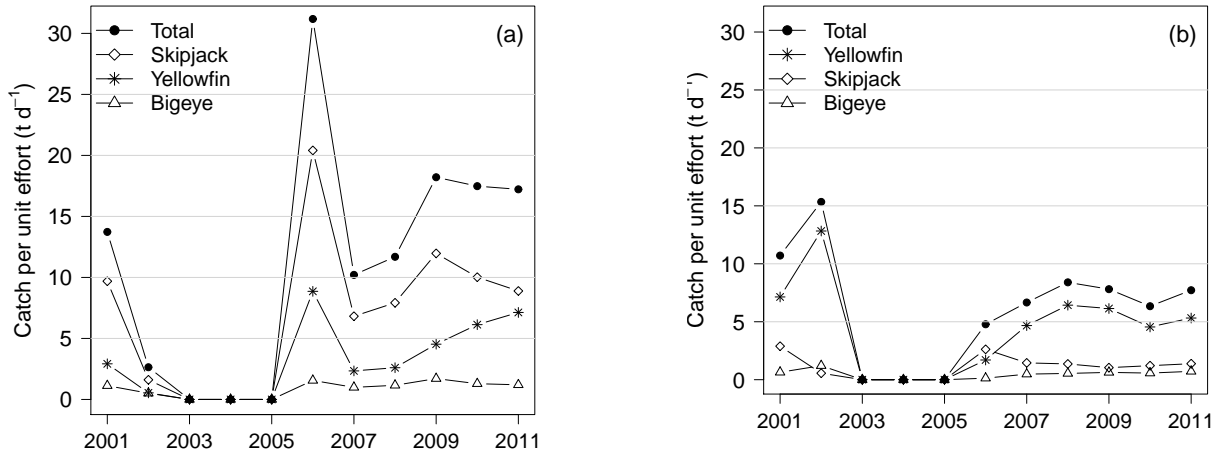 (a)
Total
Skipjack
Yellowfin
Bigeye
Catch per unit effort (t d⁻¹)
30
25
20
15
10
5
0
2001 2003 2005 2007 2009 2011
(b)
Total
Yellowfin
Skipjack
Bigeye
Catch per unit effort (t d⁻¹)
30
25
20
15
10
5
0
2001 2003 2005 2007 2009 2011